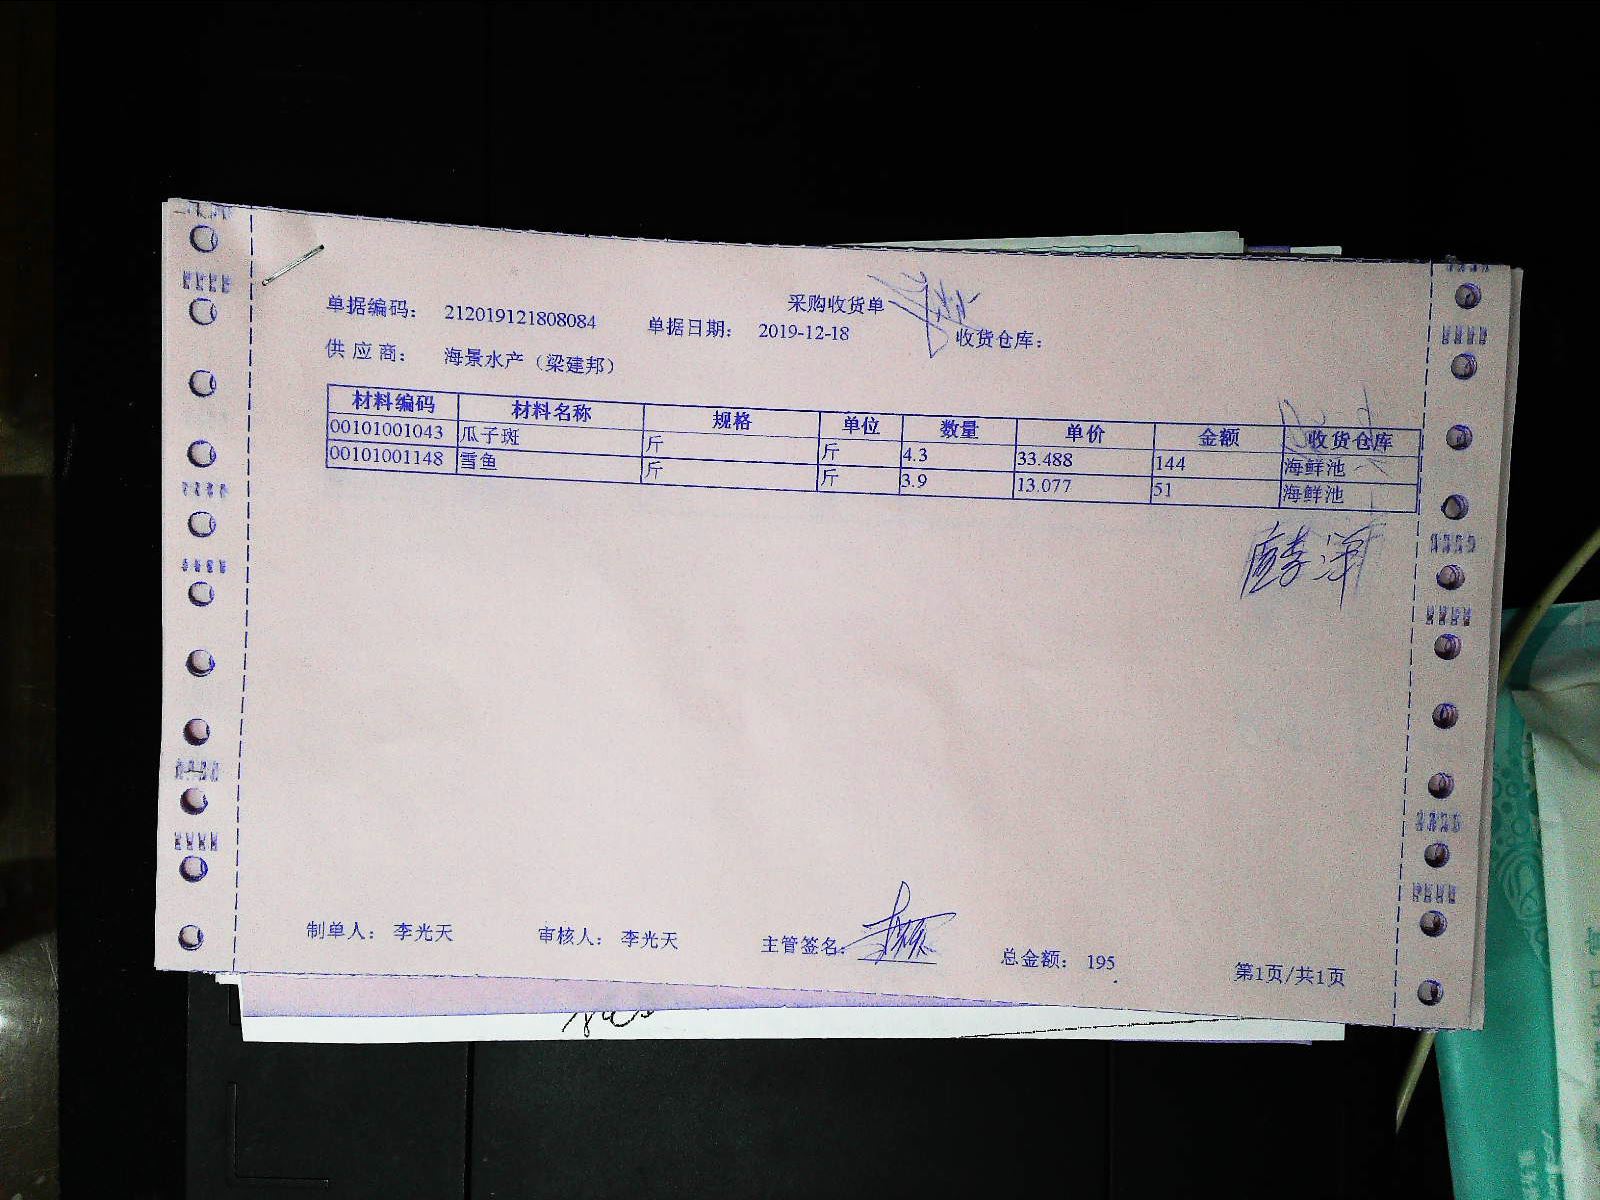 采购收货单
单据编码： 212019121808084 单据日期： 2019-12-18 收货仓库：
供 应 商： 海景水产（梁建邦）
材料编码 材料名称 规格 单位 数量 单价 金额 收货仓库
00101001043 瓜子斑 斤 斤 4.3 33.488 144 海鲜池
00101001148 雪鱼 斤 斤 3.9 13.077 51 海鲜池
制单人： 李光天 审核人： 李光天 主管签名： 总金额： 195 第1页/共1页